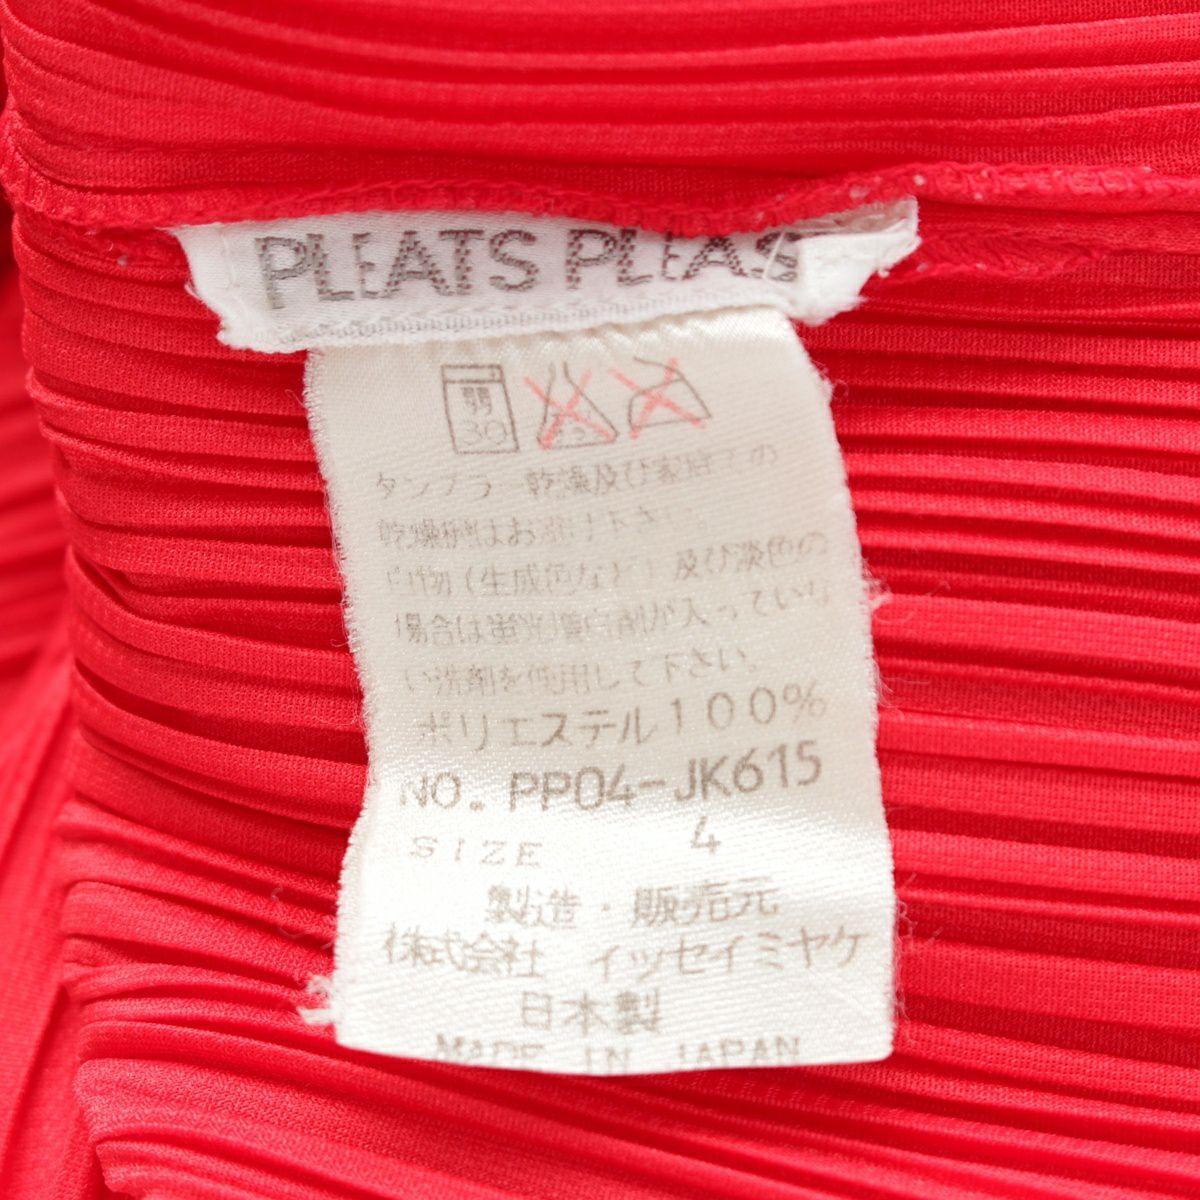 PLEATS PLEAS
弱
30
タンブラー乾燥及び家庭での
乾燥機はお避け下さい。
白物(生成色など)及び淡色の
場合は蛍光増白剤が入っていな
い洗剤を使用して下さい。
ポリエステル100%
NO. PP04-JK615
SIZE 4
製造・販売元
株式会社 イッセイミヤケ
日本製
MADE IN JAPAN